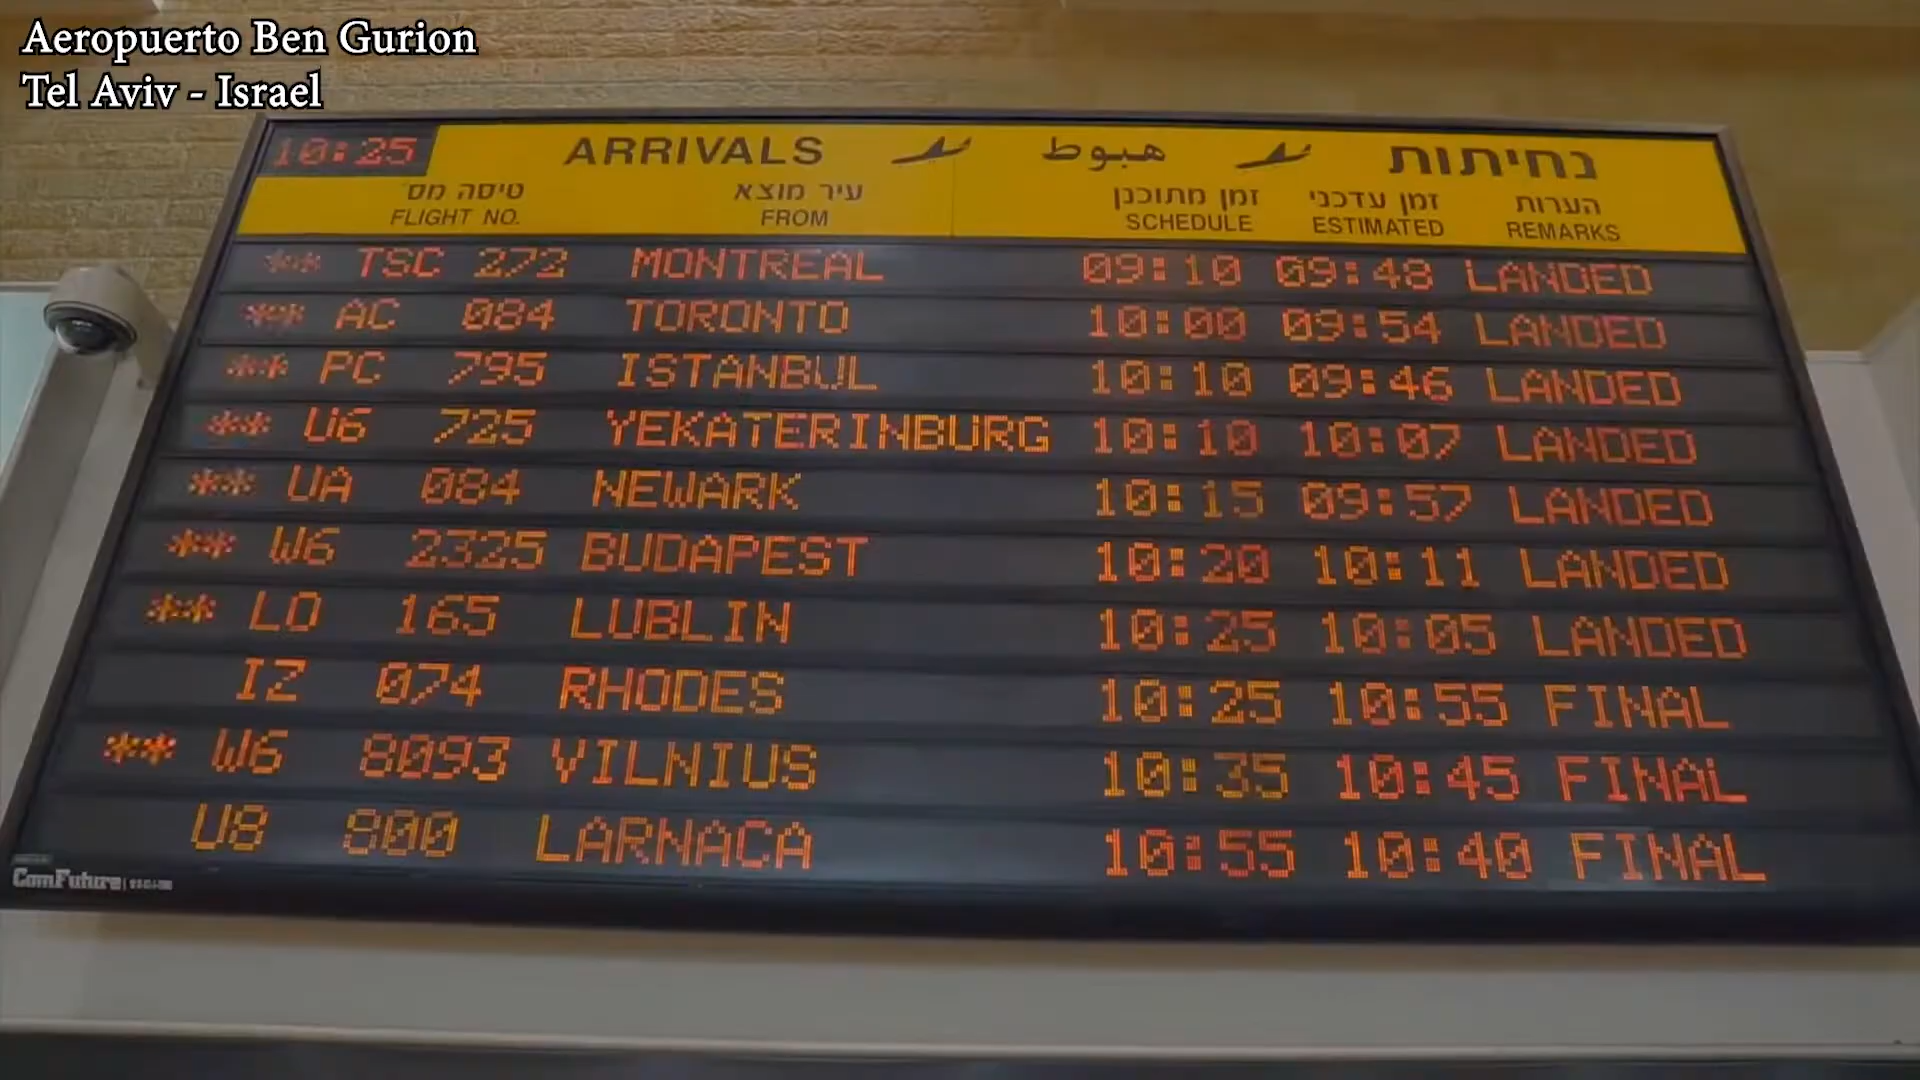 Aeropuerto Ben Gurion
Tel Aviv - Israel
10:25 ARRIVALS هبوط נחיתות
טיסה מס עיר מוצא זמן מתוכנן זמן עדכני הערות
FLIGHT NO. FROM SCHEDULE ESTIMATED REMARKS
** TSC 272 MONTREAL 09:10 09:48 LANDED
** AC 084 TORONTO 10:00 09:54 LANDED
** PC 795 ISTANBUL 10:10 09:46 LANDED
** U6 725 YEKATERINBURG 10:10 10:07 LANDED
** UA 084 NEWARK 10:15 09:57 LANDED
** W6 2325 BUDAPEST 10:20 10:11 LANDED
** LO 165 LUBLIN 10:25 10:05 LANDED
IZ 074 RHODES 10:25 10:55 FINAL
** W6 8093 VILNIUS 10:35 10:45 FINAL
U8 800 LARNACA 10:55 10:40 FINAL
ComFuture